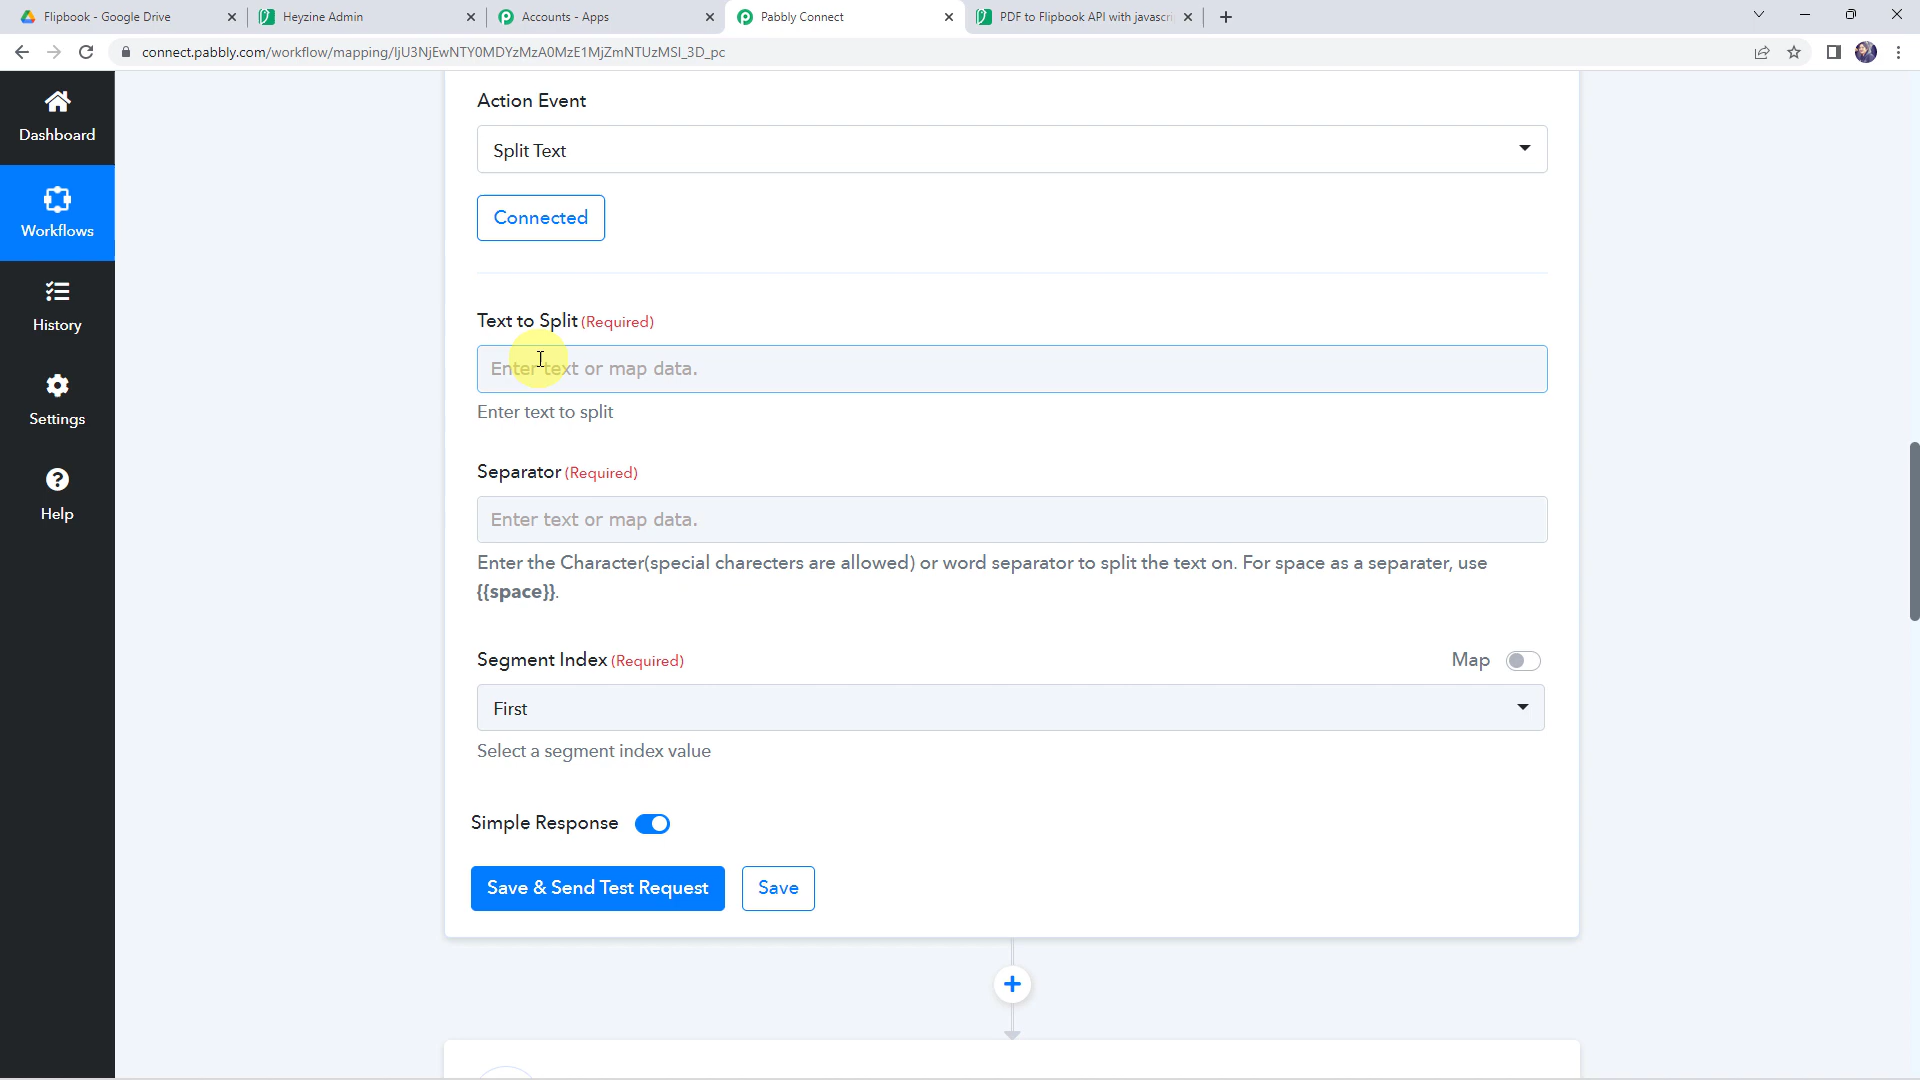 Flipbook - Google Drive
Heyzine Admin
Accounts - Apps
Pabbly Connect
PDF to Flipbook API with javascri
connect.pabbly.com/workflow/mapping/IjU3NjEwNTY0MDYzMzA0MzE1MjZmNTUzMSI_3D_pc
Dashboard
Workflows
History
Settings
Help
Action Event
Split Text
Connected
Text to Split (Required)
Enter text or map data.
Enter text to split
Separator (Required)
Enter text or map data.
Enter the Character(special charecters are allowed) or word separator to split the text on. For space as a separater, use
{{space}}.
Segment Index (Required)
Map
First
Select a segment index value
Simple Response
Save & Send Test Request
Save